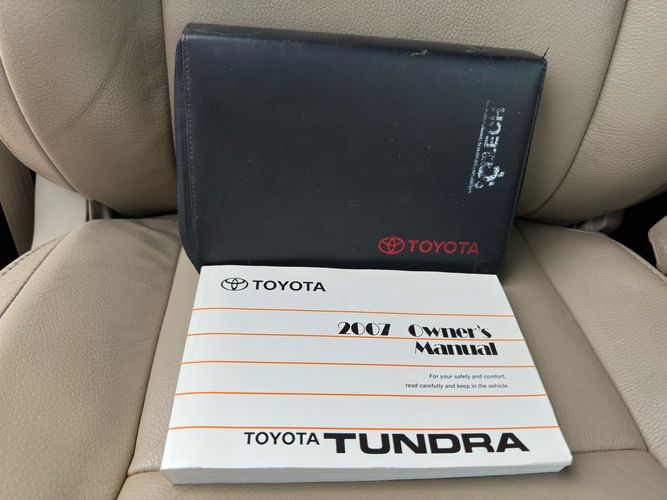 TOYOTA
TOYOTA
2007 Owner's
Manual
For your safety and comfort,
read carefully and keep in the vehicle.
TOYOTA TUNDRA